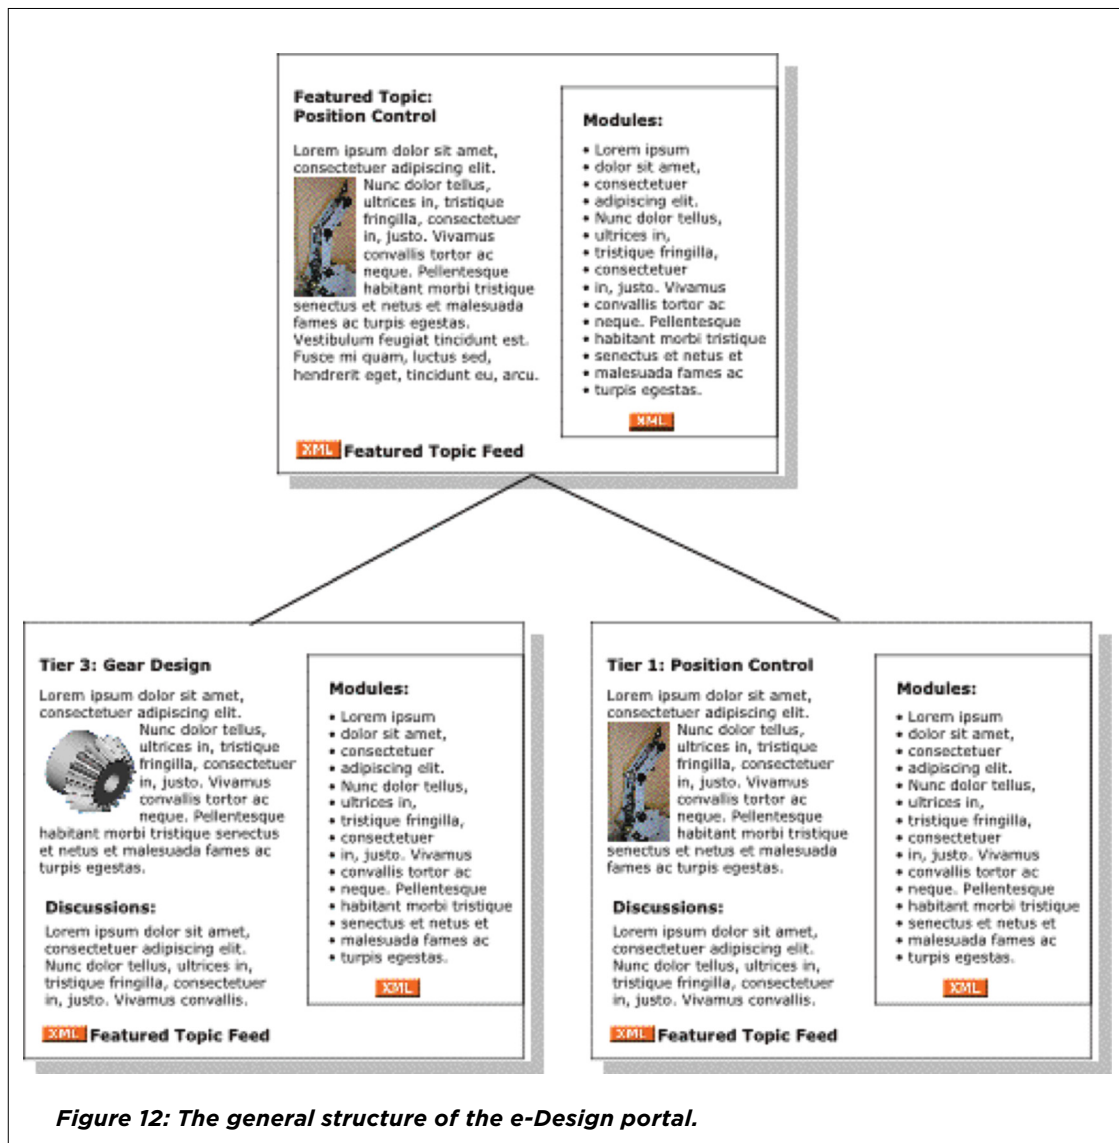 Featured Topic:
Position Control
Lorem ipsum dolor sit amet,
consectetuer adipiscing elit.
Nunc dolor tellus,
ultrices in, tristique
fringilla, consectetuer
in, justo. Vivamus
convallis tortor ac
neque. Pellentesque
habitant morbi tristique
senectus et netus et malesuada
fames ac turpis egestas.
Vestibulum feugiat tincidunt est.
Fusce mi quam, luctus sed,
hendrerit eget, tincidunt eu, arcu.
XML Featured Topic Feed
Modules:
• Lorem ipsum
• dolor sit amet,
• consectetuer
• adipiscing elit.
• Nunc dolor tellus,
• ultrices in,
• tristique fringilla,
• consectetuer
• in, justo. Vivamus
• convallis tortor ac
• neque. Pellentesque
• habitant morbi tristique
• senectus et netus et
• malesuada fames ac
• turpis egestas.
XML
Tier 3: Gear Design
Lorem ipsum dolor sit amet,
consectetuer adipiscing elit.
Nunc dolor tellus,
ultrices in, tristique
fringilla, consectetuer
in, justo. Vivamus
convallis tortor ac
neque. Pellentesque
habitant morbi tristique senectus
et netus et malesuada fames ac
turpis egestas.
Discussions:
Lorem ipsum dolor sit amet,
consectetuer adipiscing elit.
Nunc dolor tellus, ultrices in,
tristique fringilla, consectetuer
in, justo. Vivamus convallis.
XML Featured Topic Feed
Modules:
• Lorem ipsum
• dolor sit amet,
• consectetuer
• adipiscing elit.
• Nunc dolor tellus,
• ultrices in,
• tristique fringilla,
• consectetuer
• in, justo. Vivamus
• convallis tortor ac
• neque. Pellentesque
• habitant morbi tristique
• senectus et netus et
• malesuada fames ac
• turpis egestas.
XML
Tier 1: Position Control
Lorem ipsum dolor sit amet,
consectetuer adipiscing elit.
Nunc dolor tellus,
ultrices in, tristique
fringilla, consectetuer
in, justo. Vivamus
convallis tortor ac
neque. Pellentesque
habitant morbi tristique
senectus et netus et malesuada
fames ac turpis egestas.
Discussions:
Lorem ipsum dolor sit amet,
consectetuer adipiscing elit.
Nunc dolor tellus, ultrices in,
tristique fringilla, consectetuer
in, justo. Vivamus convallis.
XML Featured Topic Feed
Modules:
• Lorem ipsum
• dolor sit amet,
• consectetuer
• adipiscing elit.
• Nunc dolor tellus,
• ultrices in,
• tristique fringilla,
• consectetuer
• in, justo. Vivamus
• convallis tortor ac
• neque. Pellentesque
• habitant morbi tristique
• senectus et netus et
• malesuada fames ac
• turpis egestas.
XML
Figure 12: The general structure of the e-Design portal.